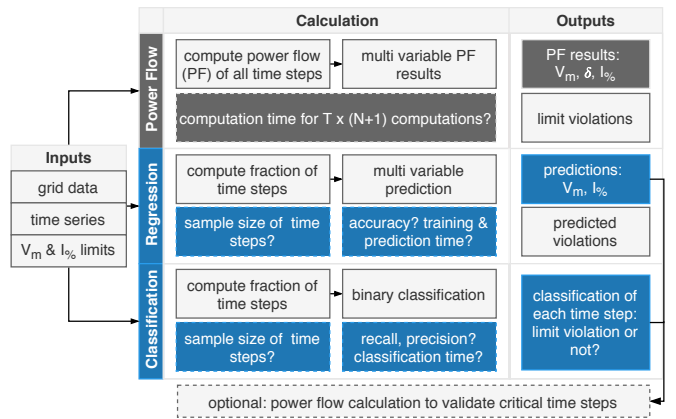 Calculation
Outputs
Power Flow
compute power flow
(PF) of all time steps
multi variable PF
results
PF results:
Vm, δ, I%
computation time for T x (N+1) computations?
limit violations
Inputs
grid data
time series
Vm & I% limits
Regression
compute fraction of
time steps
multi variable
prediction
predictions:
Vm, I%
sample size of time
steps?
accuracy? training &
prediction time?
predicted
violations
Classification
compute fraction of
time steps
binary classification
classification of
each time step:
limit violation or
not?
sample size of time
steps?
recall, precision?
classification time?
optional: power flow calculation to validate critical time steps